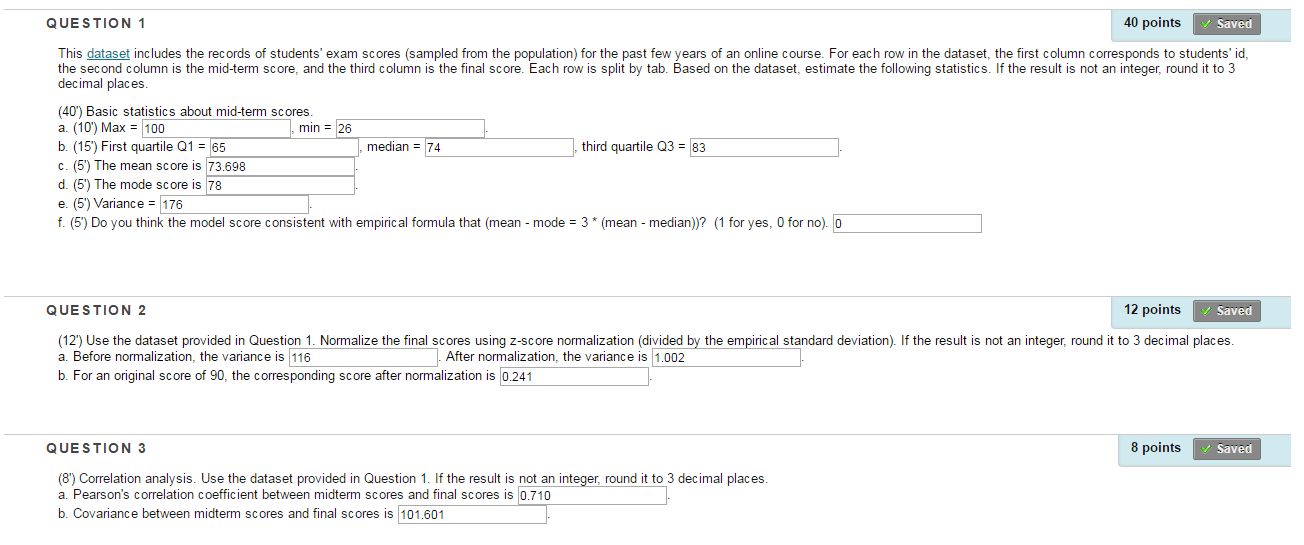 QUESTION 1
40 points
Saved
This dataset includes the records of students' exam scores (sampled from the population) for the past few years of an online course. For each row in the dataset, the first column corresponds to students' id,
the second column is the mid-term score, and the third column is the final score. Each row is split by tab. Based on the dataset, estimate the following statistics. If the result is not an integer, round it to 3
decimal places.
(40') Basic statistics about mid-term scores.
a. (10') Max = 100, min = 26.
b. (15') First quartile Q1 = 65, median = 74, third quartile Q3 = 83.
c. (5') The mean score is 73.698.
d. (5') The mode score is 78.
e. (5') Variance = 176.
f. (5') Do you think the model score consistent with empirical formula that (mean - mode = 3 * (mean - median))? (1 for yes, 0 for no). 0
QUESTION 2
12 points
Saved
(12') Use the dataset provided in Question 1. Normalize the final scores using z-score normalization (divided by the empirical standard deviation). If the result is not an integer, round it to 3 decimal places.
a. Before normalization, the variance is 116. After normalization, the variance is 1.002.
b. For an original score of 90, the corresponding score after normalization is 0.241.
QUESTION 3
8 points
Saved
(8') Correlation analysis. Use the dataset provided in Question 1. If the result is not an integer, round it to 3 decimal places.
a. Pearson's correlation coefficient between midterm scores and final scores is 0.710.
b. Covariance between midterm scores and final scores is 101.601.